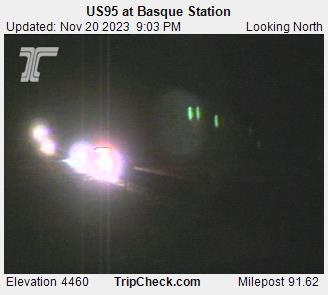 US95 at Basque Station
Updated: Nov 20 2023 9:03 PM Looking North
Elevation 4460 TripCheck.com Milepost 91.62